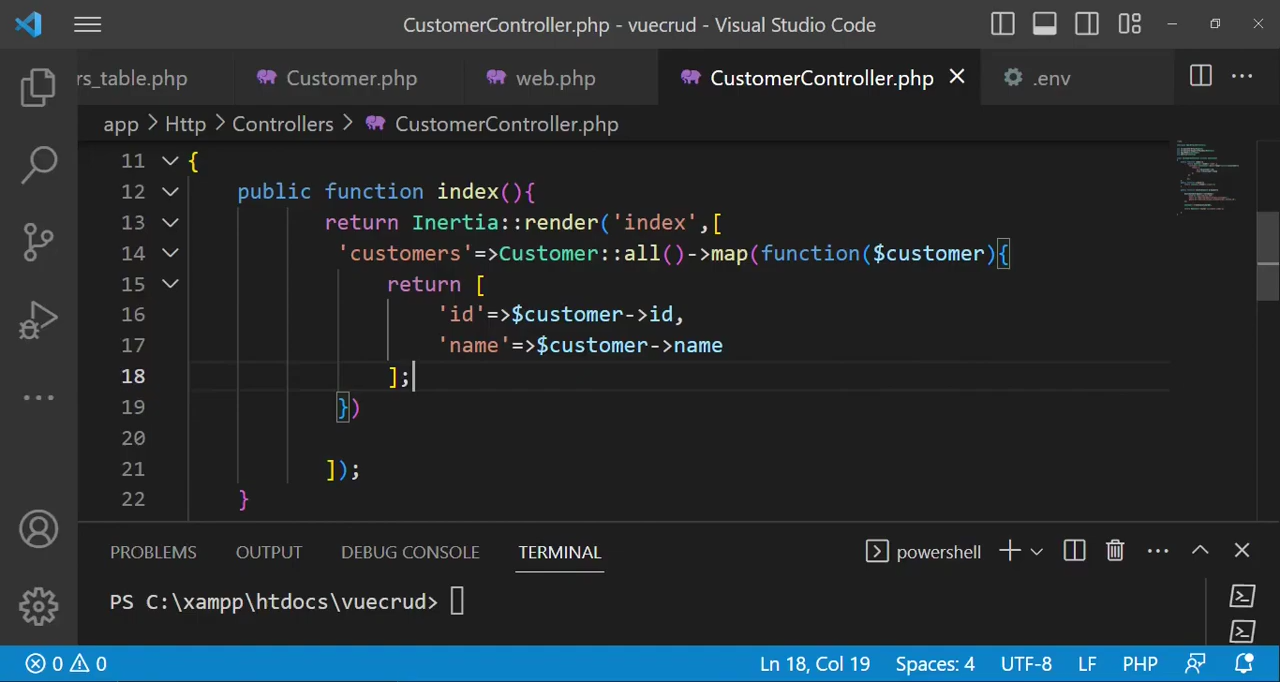 CustomerController.php - vuecrud - Visual Studio Code
rs_table.php Customer.php web.php CustomerController.php .env
app > Http > Controllers > CustomerController.php
11 {
12 public function index(){
13 return Inertia::render('index',[
14 'customers'=>Customer::all()->map(function($customer){
15 return [
16 'id'=>$customer->id,
17 'name'=>$customer->name
18 ];
19 })
20
21 ]);
22 }
PROBLEMS OUTPUT DEBUG CONSOLE TERMINAL powershell
PS C:\xampp\htdocs\vuecrud>
0 0 Ln 18, Col 19 Spaces: 4 UTF-8 LF PHP